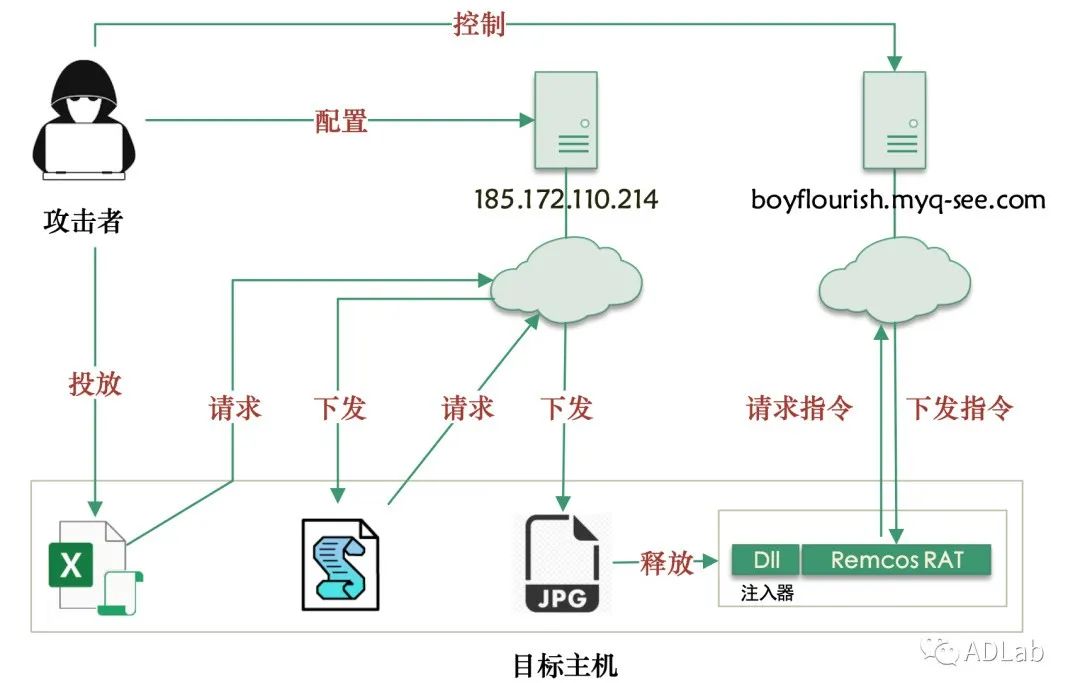 控制
配置
185.172.110.214
boyflourish.myq-see.com
攻击者
投放
请求
下发
请求
下发
请求指令
下发指令
X
JPG
释放
Dll
Remcos RAT
注入器
目标主机
ADLab